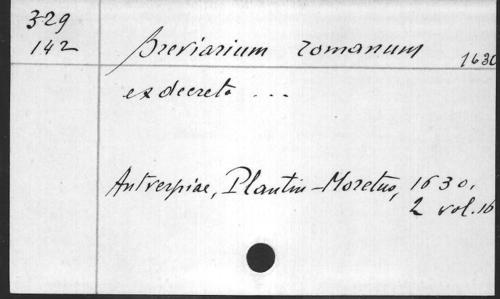 329
142
Breviarium romanum
1630
ex decreto ...
Antverpiae, Plantin-Moretus, 1630.
2 vol. 16